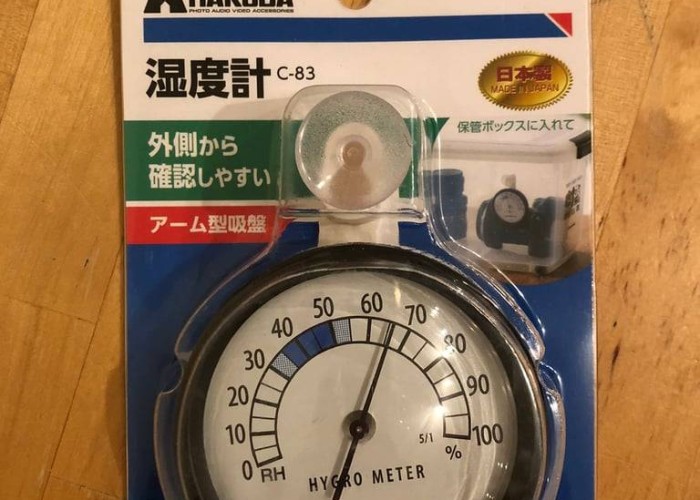 HAKUBA
PHOTO AUDIO VIDEO ACCESSORIES
湿度計 C-83
日本製
MADE IN JAPAN
外側から
確認しやすい
アーム型吸盤
保管ボックスに入れて
0 10 20 30 40 50 60 70 80 90 100
RH
5/1
%
HYGRO METER